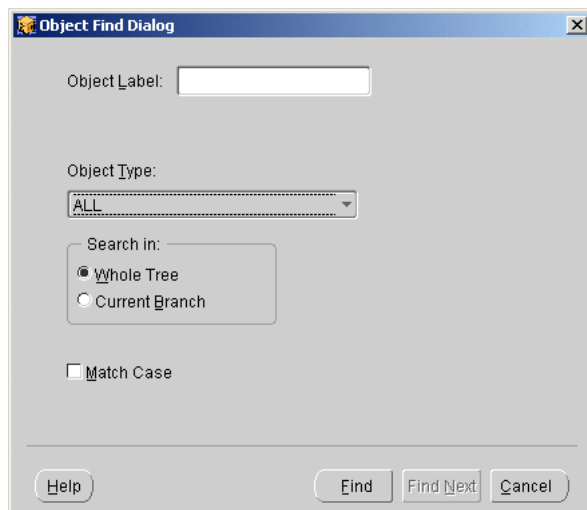 Object Find Dialog
Object Label:
Object Type:
ALL
Search in:
Whole Tree
Current Branch
Match Case
Help Find Find Next Cancel